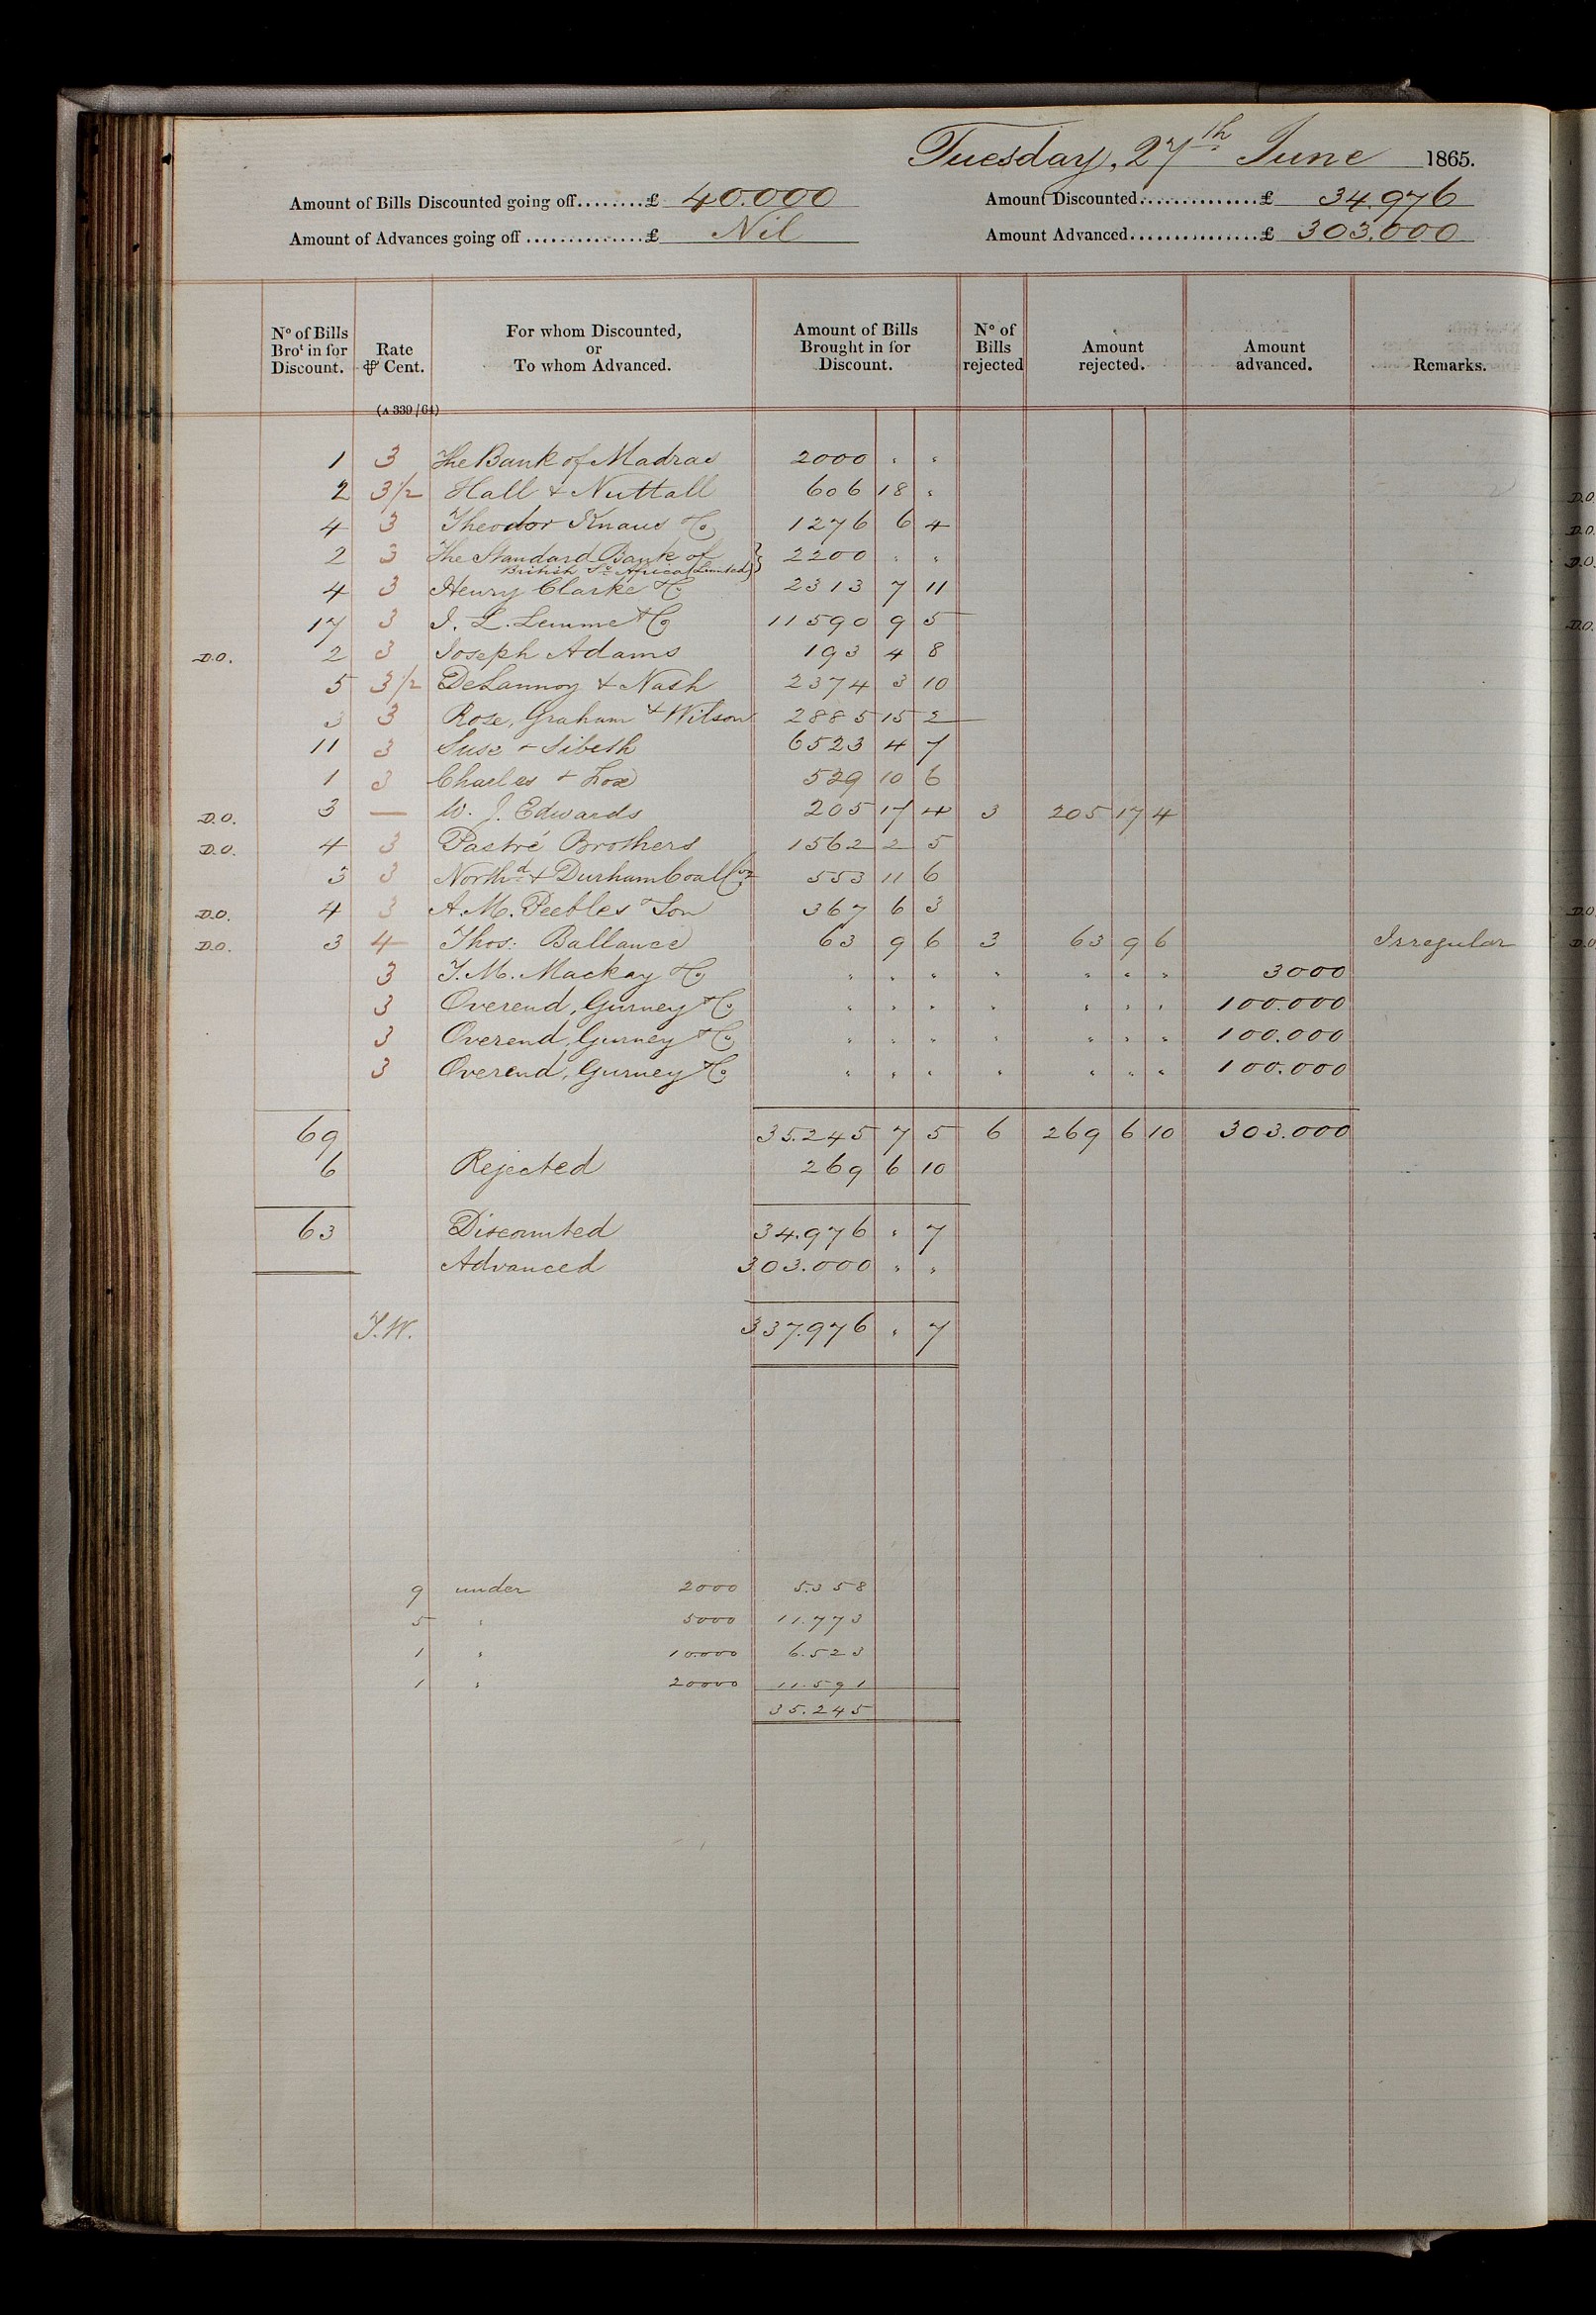 Tuesday, 27th June 1865.
Amount of Bills Discounted going off........£ 40.000 Amount Discounted..............£ 34.976
Amount of Advances going off..............£ Nil Amount Advanced................£ 303.000
No of Bills Brot in for Discount. Rate ⅌ Cent. For whom Discounted, or To whom Advanced. Amount of Bills Brought in for Discount. No of Bills rejected Amount rejected. Amount advanced. Remarks.
(A 339/64)
1 3 The Bank of Madras 2000 " "
2 3 1/2 Hall & Nuttall 606 18 "
4 3 Theodor Knaus & Co 1276 6 4
2 3 The Standard Bank of British So Africa (Limited) } 2200 " "
4 3 Henry Clarke & Co 2313 7 11
17 3 I. L. Lemme & Co 11590 9 5
D.O. 2 3 Joseph Adams 193 4 8
5 3 1/2 DeLannoy & Nash 2374 3 10
3 3 Rose, Graham & Wilson 2885 15 2
11 3 Suse & Sibeth 6523 4 7
1 3 Charles & Fox 529 10 6
D.O. 3 — W. J. Edwards 205 17 4 3 205 17 4
D.O. 4 3 Pastré Brothers 1562 2 5
3 3 Northd & Durham Coal Coy 553 11 6
D.O. 4 3 A. M. Peebles & Son 367 6 3
D.O. 3 4 Thos: Ballance 63 9 6 3 63 9 6 Irregular
3 T. M. Mackay & Co " " " " " " " 3000
3 Overend, Gurney & Co " " " " " " " 100.000
3 Overend, Gurney & Co " " " " " " " 100.000
3 Overend, Gurney & Co " " " " " " " 100.000
69 35.245 7 5 6 269 6 10 303.000
6 Rejected 269 6 10
63 Discounted 34.976 " 7
Advanced 303.000 " "
T.W. 337.976 " 7
9 under 2000 5.358
5 " 5000 11.773
1 " 10.000 6.523
1 " 20000 11.591
35.245
D.O.
D.O.
D.O.
D.O.
D.O.
D.O.